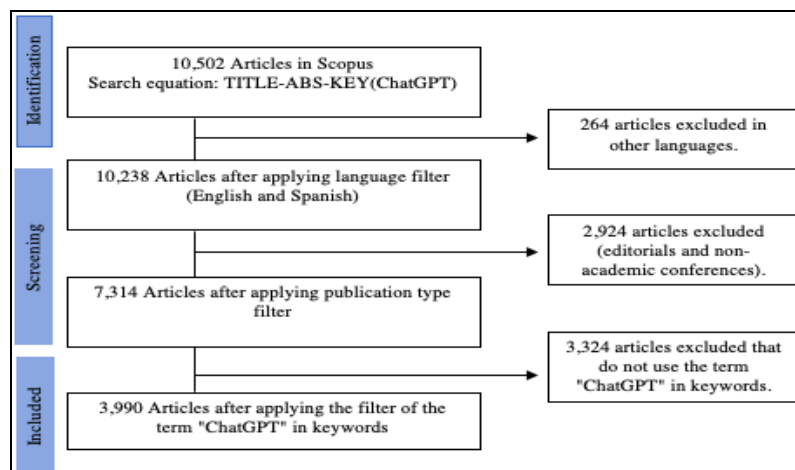 Identification
10,502 Articles in Scopus
Search equation: TITLE-ABS-KEY(ChatGPT)
264 articles excluded in
other languages.
Screening
10,238 Articles after applying language filter
(English and Spanish)
2,924 articles excluded
(editorials and non-
academic conferences).
7,314 Articles after applying publication type
filter
3,324 articles excluded that
do not use the term
"ChatGPT" in keywords.
Included
3,990 Articles after applying the filter of the
term "ChatGPT" in keywords